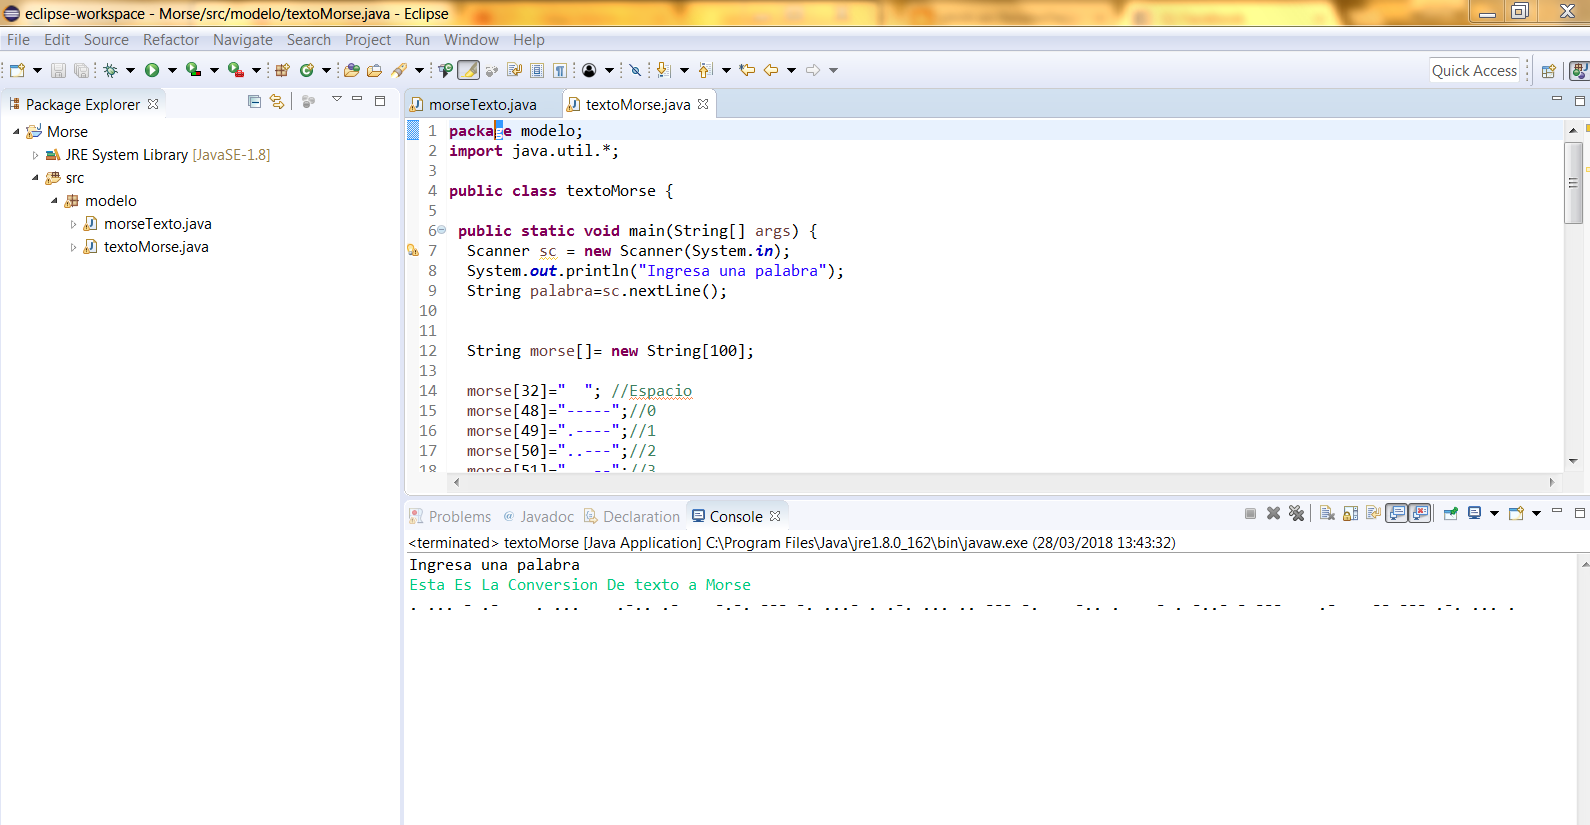 eclipse-workspace - Morse/src/modelo/textoMorse.java - Eclipse
File Edit Source Refactor Navigate Search Project Run Window Help
Quick Access
Package Explorer
Morse
JRE System Library [JavaSE-1.8]
src
modelo
morseTexto.java
textoMorse.java
morseTexto.java textoMorse.java
1 package modelo;
2 import java.util.*;
3
4 public class textoMorse {
5
6 public static void main(String[] args) {
7 Scanner sc = new Scanner(System.in);
8 System.out.println("Ingresa una palabra");
9 String palabra=sc.nextLine();
10
11
12 String morse[]= new String[100];
13
14 morse[32]="  "; //Espacio
15 morse[48]="-----";//0
16 morse[49]=".----";//1
17 morse[50]="..---";//2
18 morse[51]="...--";//3
Problems @ Javadoc Declaration Console
<terminated> textoMorse [Java Application] C:\Program Files\Java\jre1.8.0_162\bin\javaw.exe (28/03/2018 13:43:32)
Ingresa una palabra
Esta Es La Conversion De texto a Morse
. ... - .-    . ...    .-.. .-    -.-. --- -. ...- . .-. ... .. --- -.    -.. .    - . -..- - ---    .-    -- --- .-. ... .